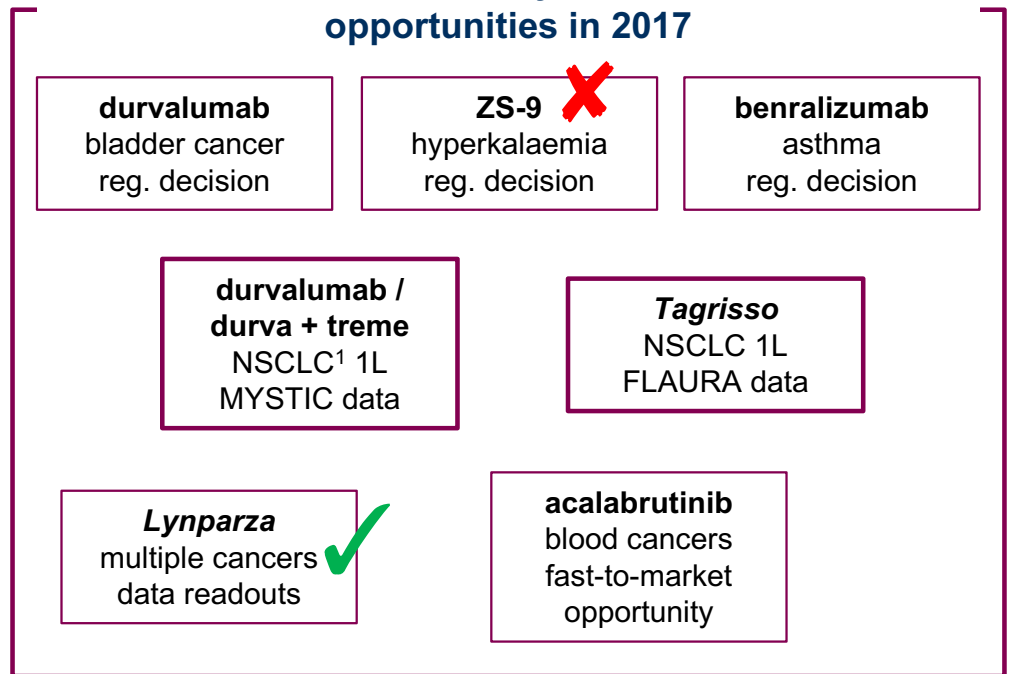 opportunities in 2017
durvalumab
bladder cancer
reg. decision
ZS-9
hyperkalaemia
reg. decision
benralizumab
asthma
reg. decision
durvalumab /
durva + treme
NSCLC¹ 1L
MYSTIC data
Tagrisso
NSCLC 1L
FLAURA data
Lynparza
multiple cancers
data readouts
acalabrutinib
blood cancers
fast-to-market
opportunity